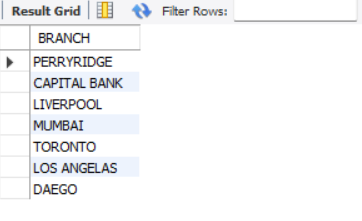 Result Grid Filter Rows:
BRANCH
PERRYRIDGE
CAPITAL BANK
LIVERPOOL
MUMBAI
TORONTO
LOS ANGELAS
DAEGO